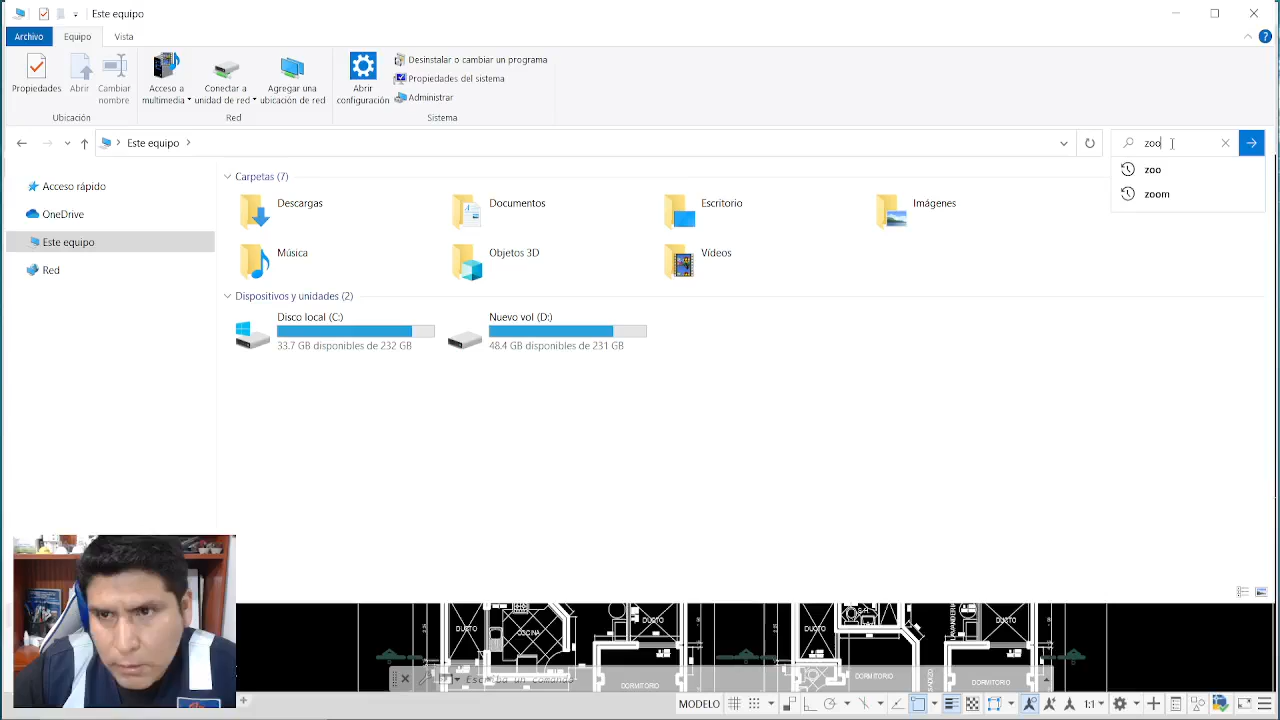 Este equipo
Archivo
Equipo
Vista
Propiedades
Abrir
Cambiar
nombre
Ubicación
Acceso a
multimedia
Conectar a
unidad de red
Agregar una
ubicación de red
Red
Abrir
configuración
Desinstalar o cambiar un programa
Propiedades del sistema
Administrar
Sistema
Este equipo
zoo
zoo
zoom
Acceso rápido
OneDrive
Este equipo
Red
Carpetas (7)
Descargas
Documentos
Escritorio
Imágenes
Música
Objetos 3D
Vídeos
Dispositivos y unidades (2)
Disco local (C:)
33.7 GB disponibles de 232 GB
Nuevo vol (D:)
48.4 GB disponibles de 231 GB
DUCTO
COCINA
DUCTO
DUCTO
DUCTO
DORMITORIO
DORMITORIO
DORMITORIO
Escriba un comando
MODELO
1:1